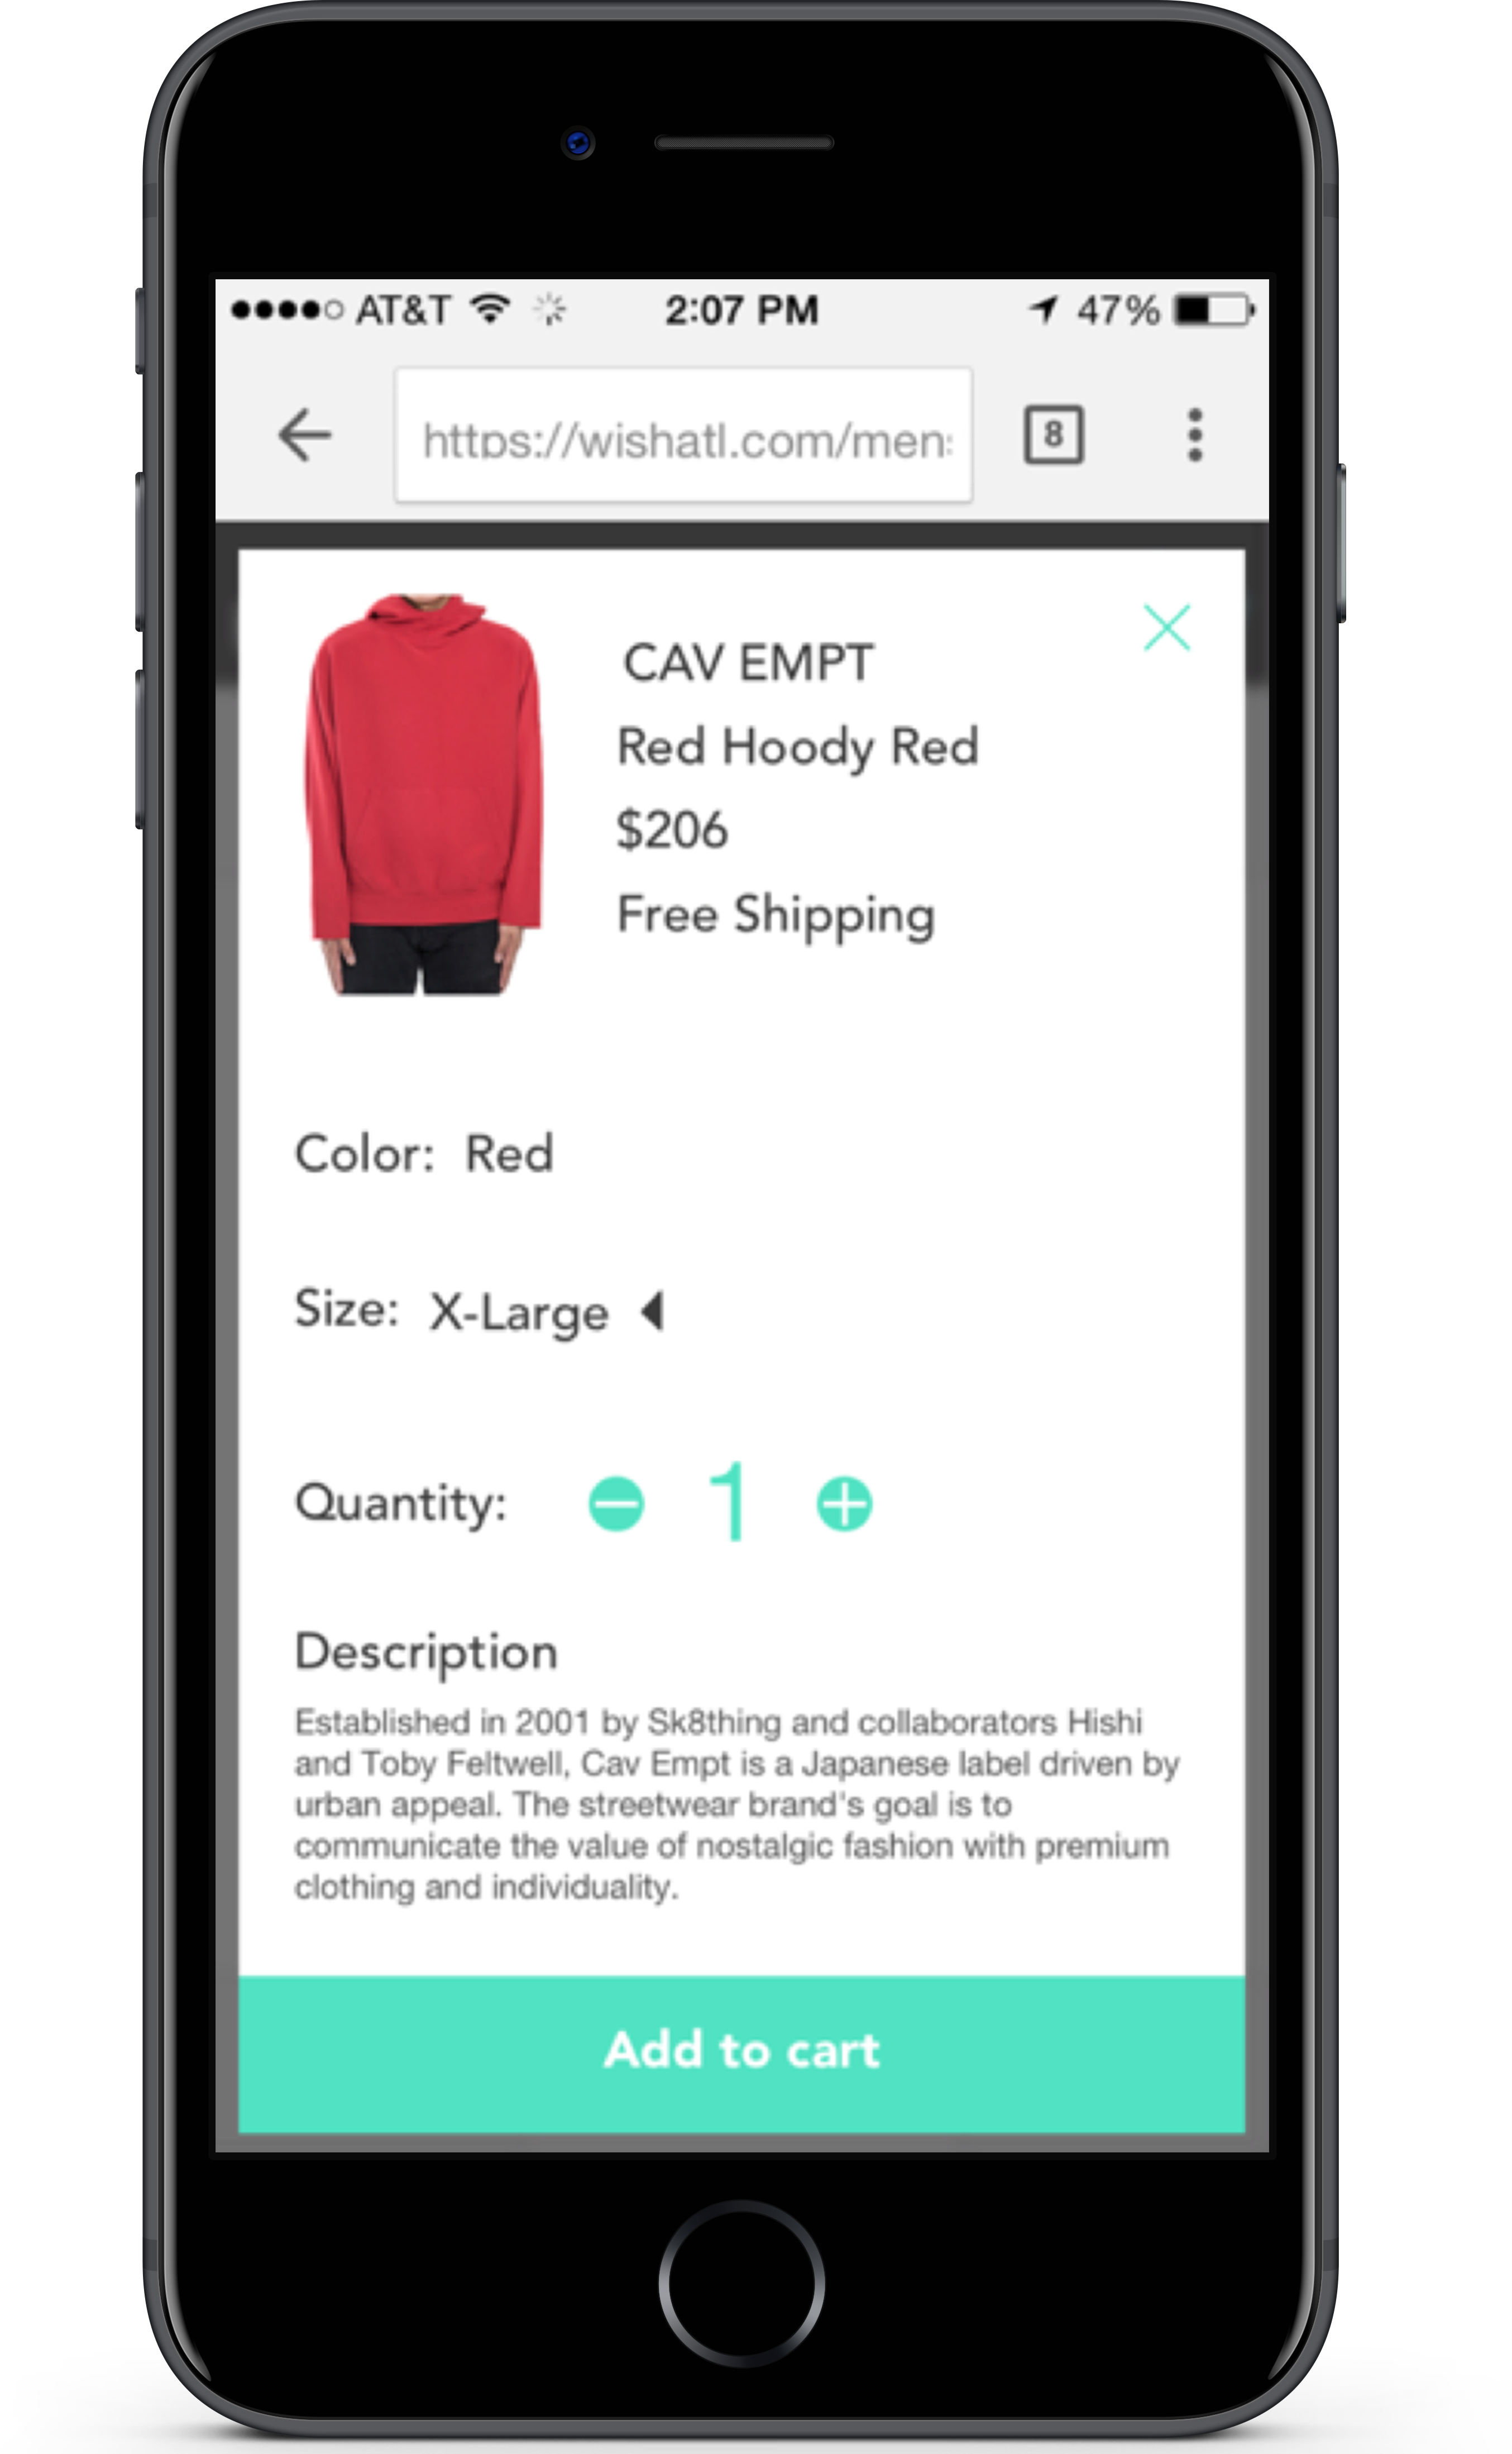 AT&T 2:07 PM 47%
https://wishatl.com/men
8
CAV EMPT
Red Hoody Red
$206
Free Shipping
Color: Red
Size: X-Large
Quantity: 1
Description
Established in 2001 by Sk8thing and collaborators Hishi
and Toby Feltwell, Cav Empt is a Japanese label driven by
urban appeal. The streetwear brand's goal is to
communicate the value of nostalgic fashion with premium
clothing and individuality.
Add to cart